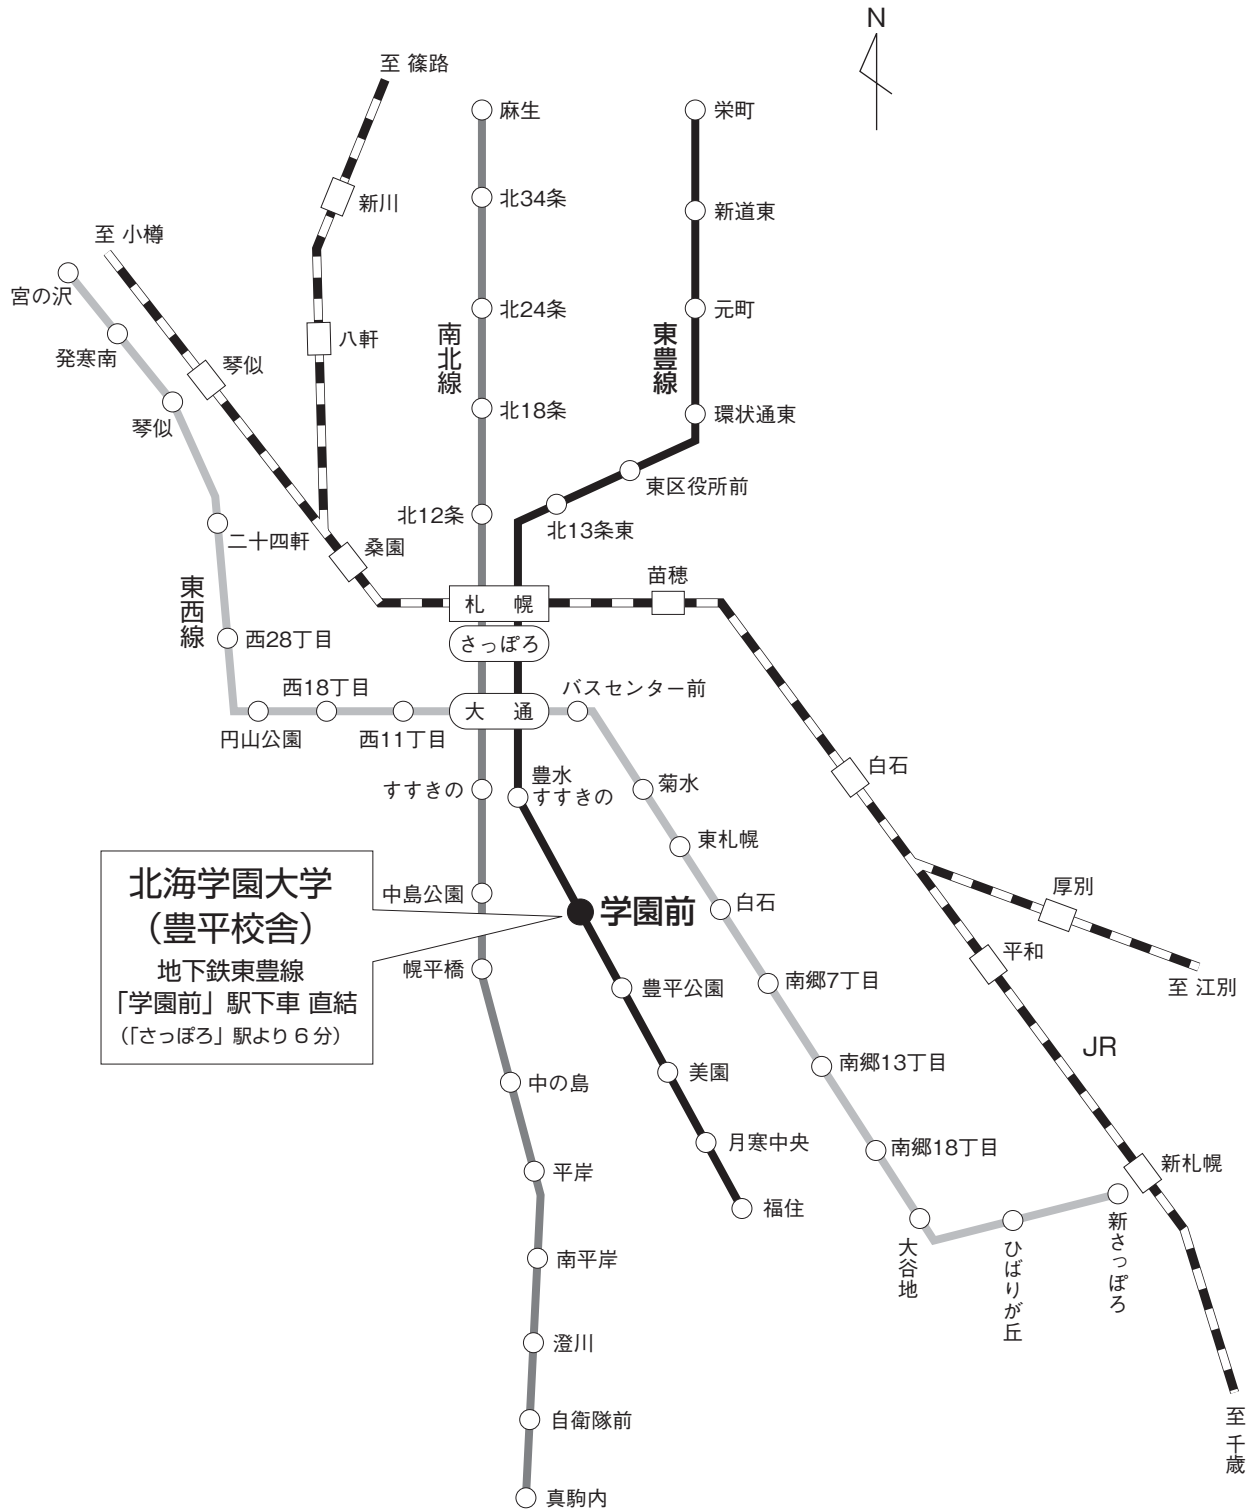 N
至 篠路
麻生
栄町
新川
北34条
新道東
至 小樽
宮の沢
北24条
元町
発寒南
八軒
南北線
東豊線
琴似
琴似
北18条
環状通東
東区役所前
北12条
北13条東
二十四軒
桑園
苗穂
東西線
札 幌
さっぽろ
西28丁目
西18丁目
バスセンター前
大 通
円山公園
西11丁目
白石
豊水
すすきの
すすきの
菊水
東札幌
北海学園大学
(豊平校舎)
地下鉄東豊線
「学園前」駅下車 直結
(「さっぽろ」駅より6分)
中島公園
学園前
白石
厚別
平和
幌平橋
豊平公園
南郷7丁目
至 江別
JR
中の島
美園
南郷13丁目
月寒中央
南郷18丁目
平岸
新札幌
福住
大谷地
ひばりが丘
新さっぽろ
南平岸
澄川
自衛隊前
至 千歳
真駒内